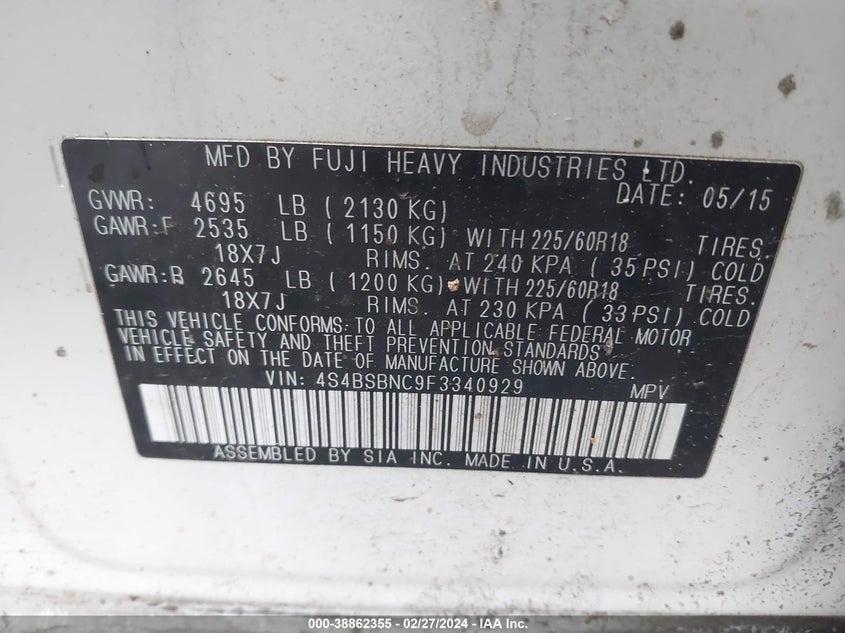 MFD BY FUJI HEAVY INDUSTRIES LTD.
DATE: 05/15
GVWR: 4695 LB ( 2130 KG)
GAWR:F 2535 LB ( 1150 KG) WITH 225/60R18 TIRES.
18X7J RIMS. AT 240 KPA ( 35 PSI) COLD
GAWR:R 2645 LB ( 1200 KG) WITH 225/60R18 TIRES.
18X7J RIMS. AT 230 KPA ( 33 PSI) COLD
THIS VEHICLE CONFORMS TO ALL APPLICABLE FEDERAL MOTOR
VEHICLE SAFETY AND THEFT PREVENTION STANDARDS
IN EFFECT ON THE DATE OF MANUFACTURE SHOWN ABOVE.
VIN: 4S4BSBNC9F3340929 MPV
ASSEMBLED BY SIA INC. MADE IN U.S.A.
000-38862355 - 02/27/2024 - IAA Inc.